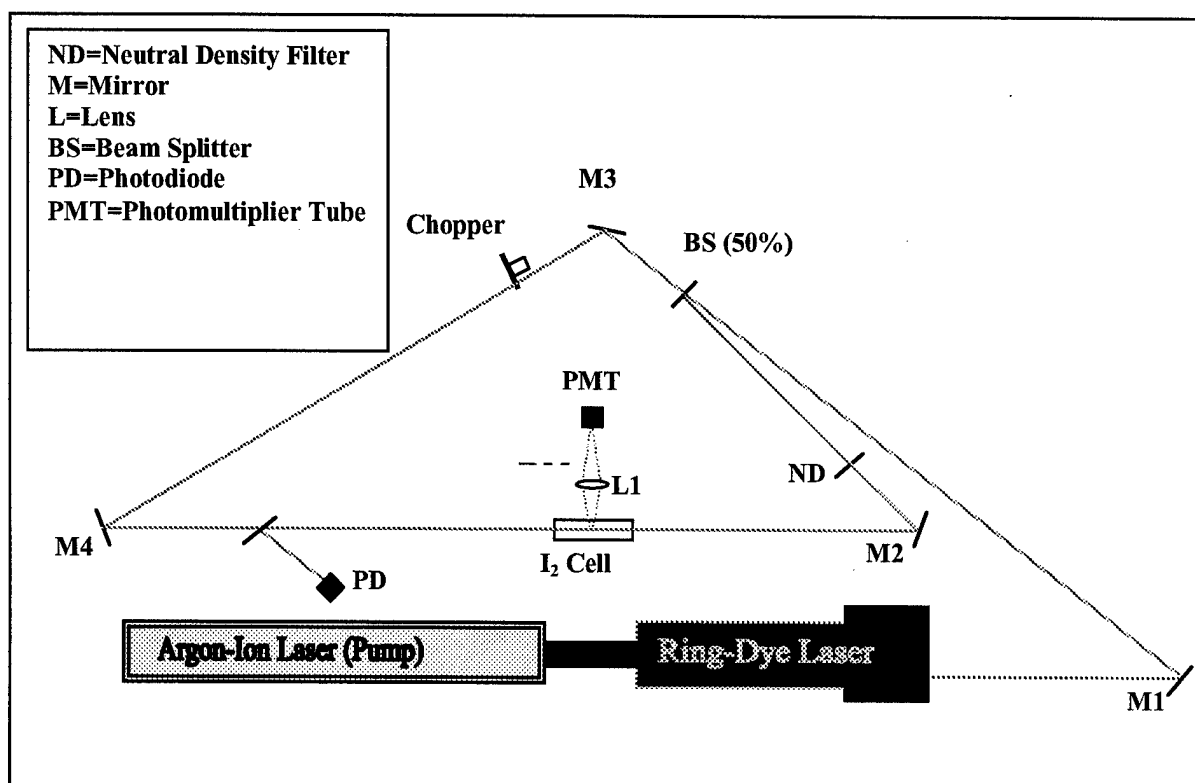 ND=Neutral Density Filter
M=Mirror
L=Lens
BS=Beam Splitter
PD=Photodiode
PMT=Photomultiplier Tube
M3
Chopper
BS (50%)
PMT
ND
L1
M4
M2
I₂ Cell
PD
Argon-Ion Laser (Pump)
Ring-Dye Laser
M1